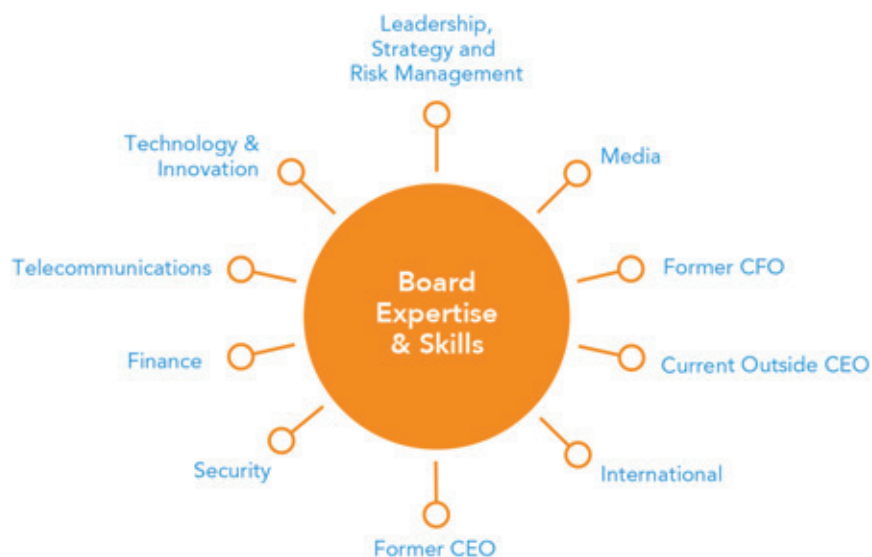 Leadership,
Strategy and
Risk Management
Technology &
Innovation
Media
Telecommunications
Former CFO
Board
Expertise
& Skills
Finance
Current Outside CEO
Security
International
Former CEO